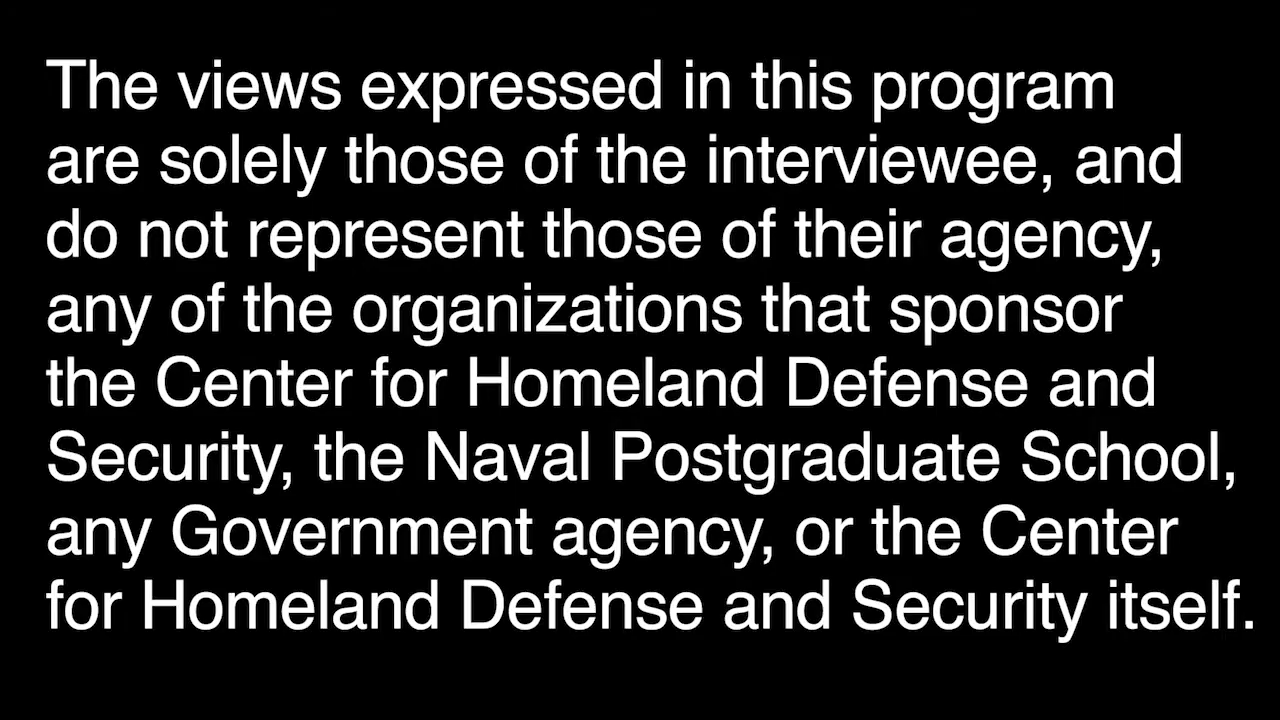 The views expressed in this program
are solely those of the interviewee, and
do not represent those of their agency,
any of the organizations that sponsor
the Center for Homeland Defense and
Security, the Naval Postgraduate School,
any Government agency, or the Center
for Homeland Defense and Security itself.